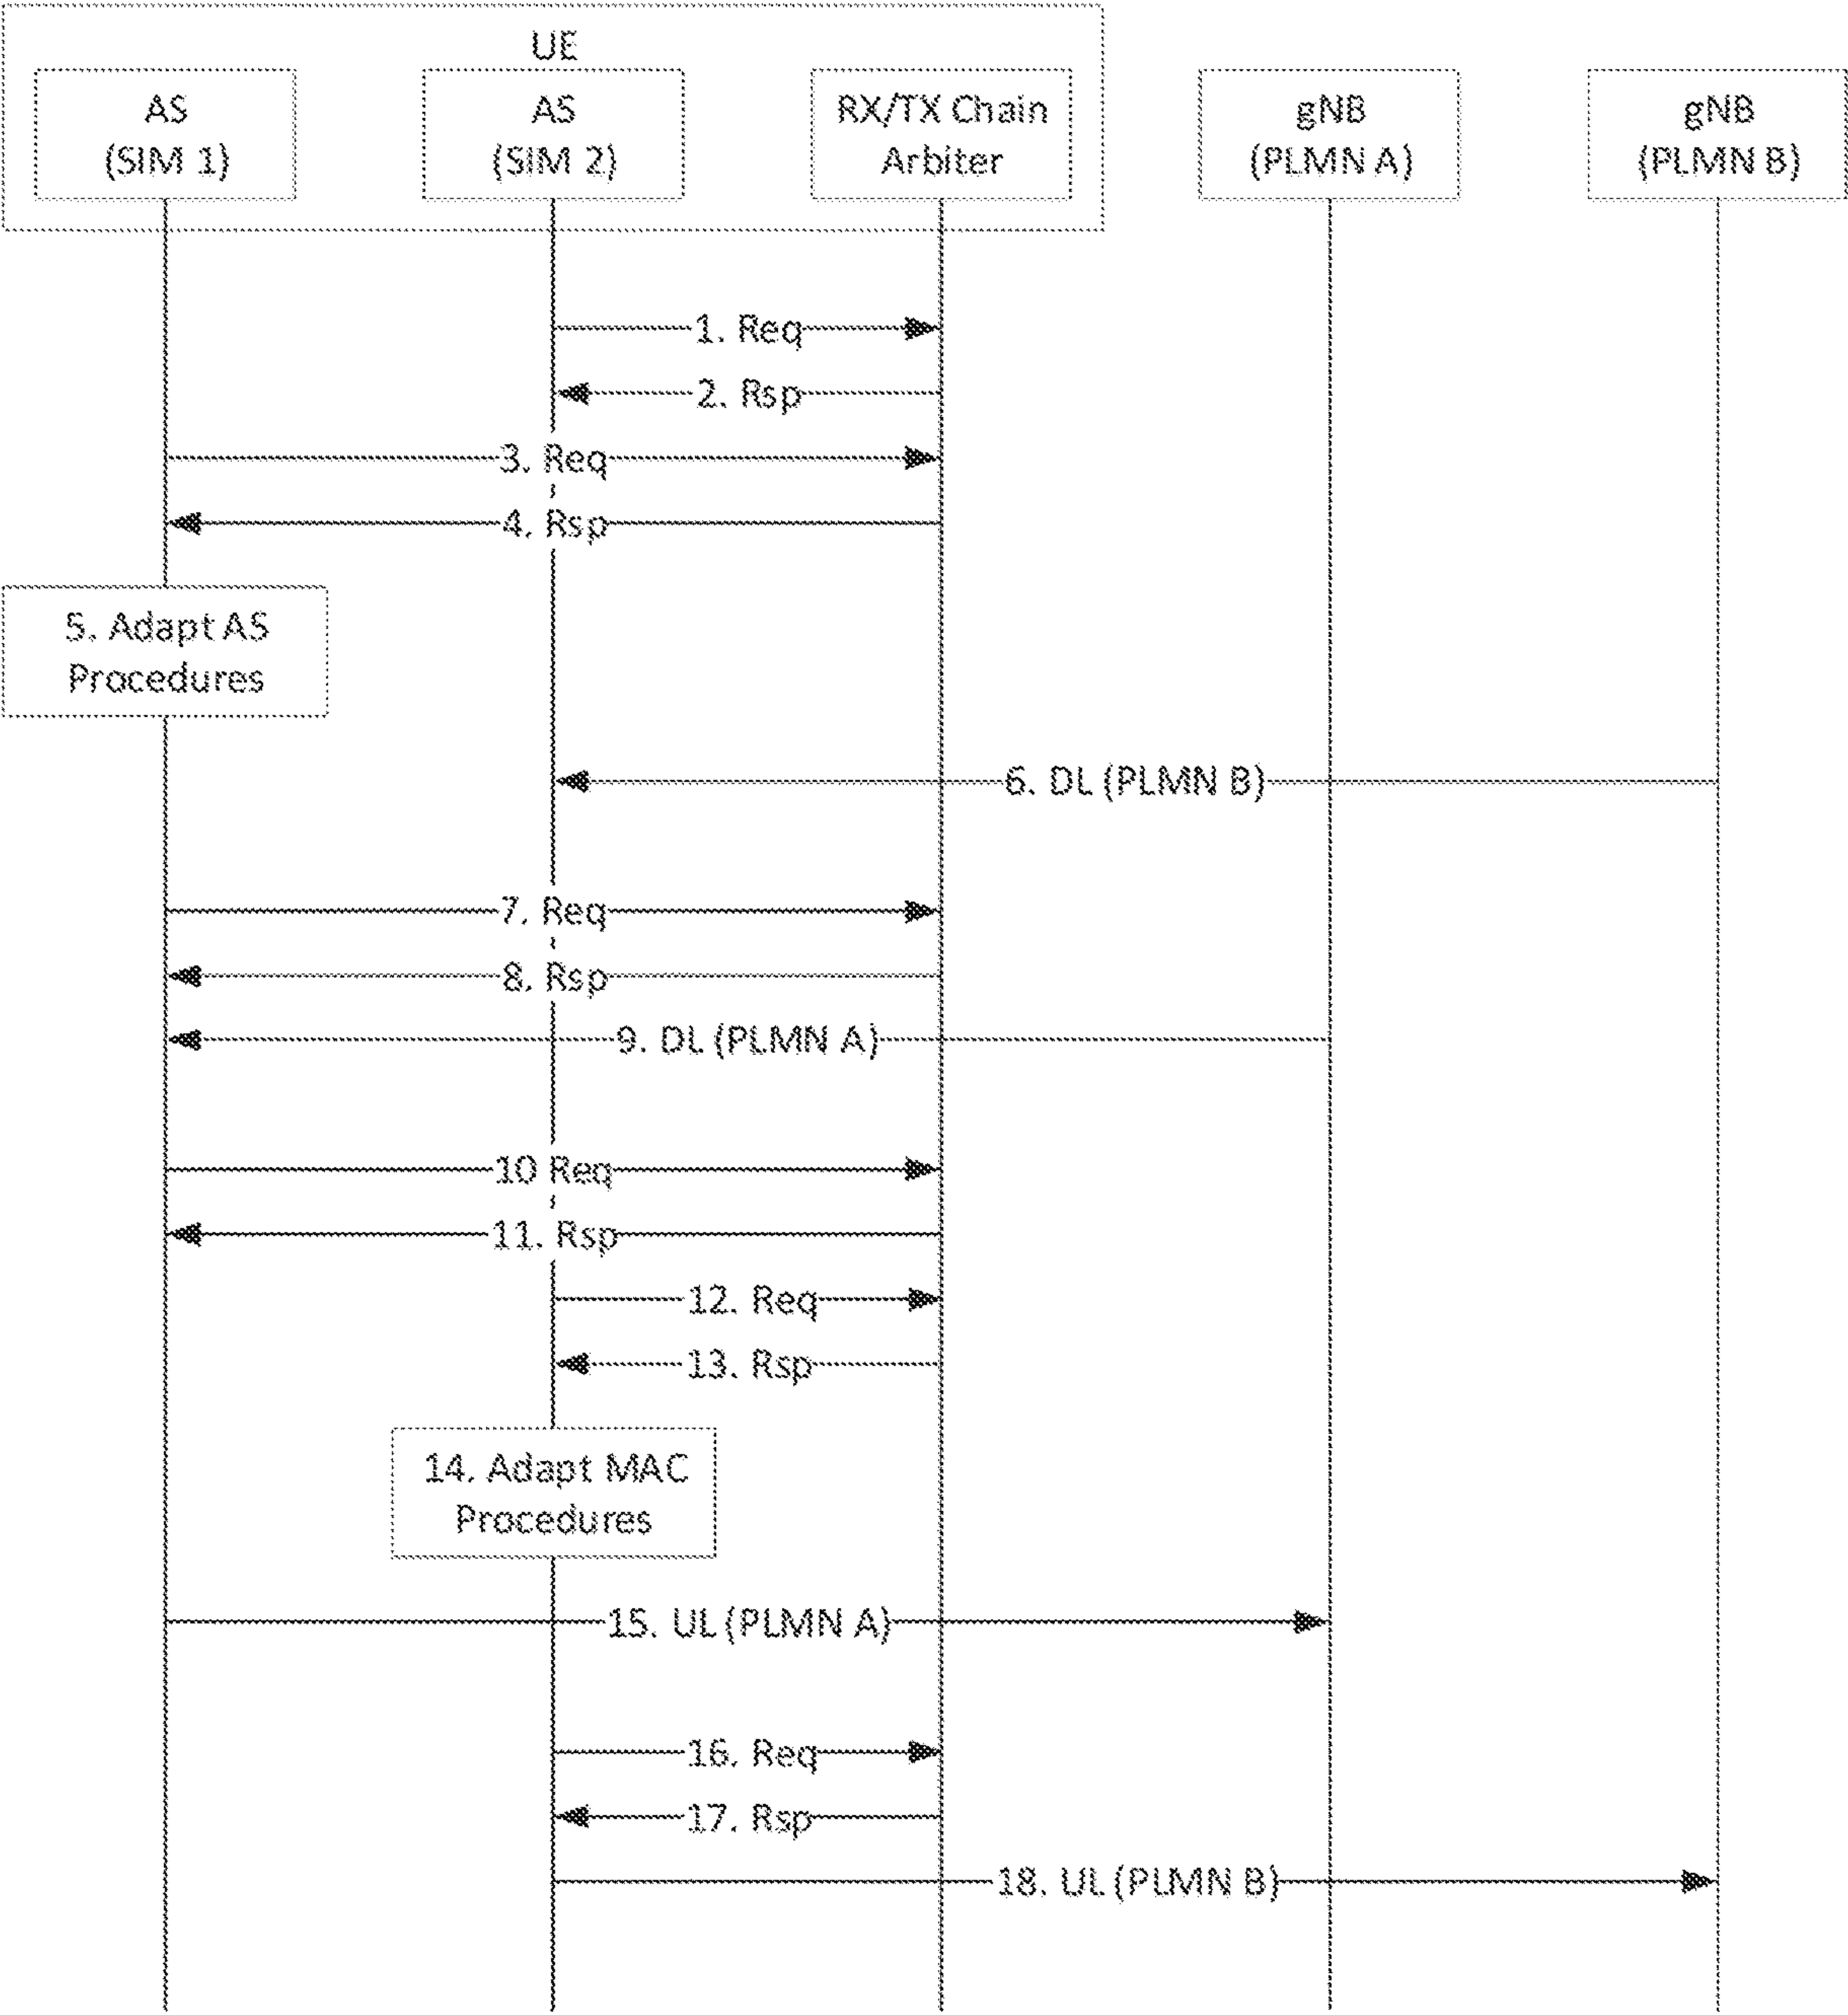 UE
AS
(SIM 1)
AS
(SIM 2)
RX/TX Chain
Arbiter
gNB
(PLMN A)
gNB
(PLMN B)
1. Req
2. Rsp
3. Req
4. Rsp
5. Adapt AS
Procedures
6. DL (PLMN B)
7. Req
8. Rsp
9. DL (PLMN A)
10 Req
11. Rsp
12. Req
13. Rsp
14. Adapt MAC
Procedures
15. UL (PLMN A)
16. Req
17. Rsp
18. UL (PLMN B)